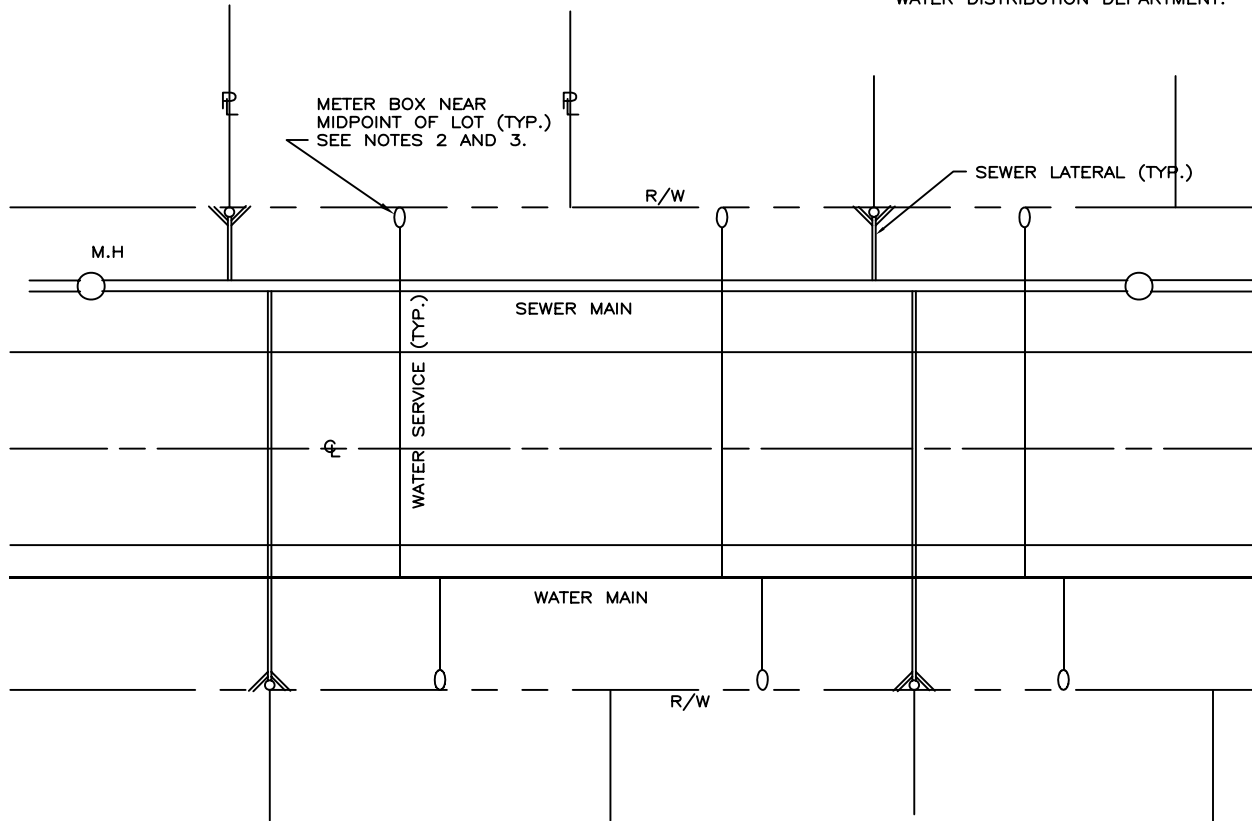 WATER DISTRIBUTION DEPARTMENT.
PL
PL
METER BOX NEAR
MIDPOINT OF LOT (TYP.)
SEE NOTES 2 AND 3.
SEWER LATERAL (TYP.)
R/W
M.H
SEWER MAIN
WATER SERVICE (TYP.)
CL
WATER MAIN
R/W